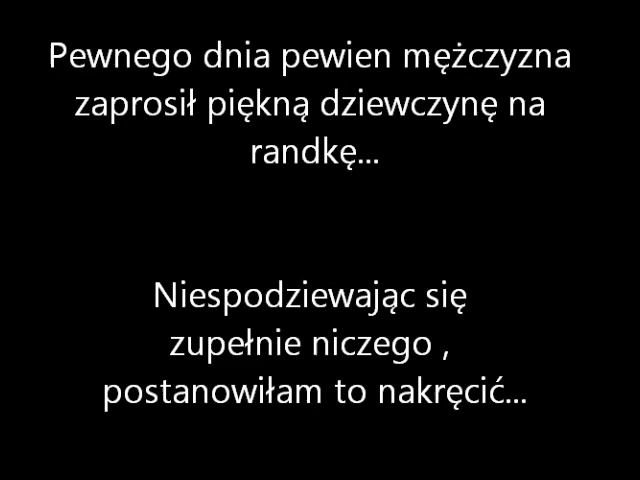 Pewnego dnia pewien mężczyzna
zaprosił piękną dziewczynę na
randkę...
Niespodziewając się
zupełnie niczego ,
postanowiłam to nakręcić...